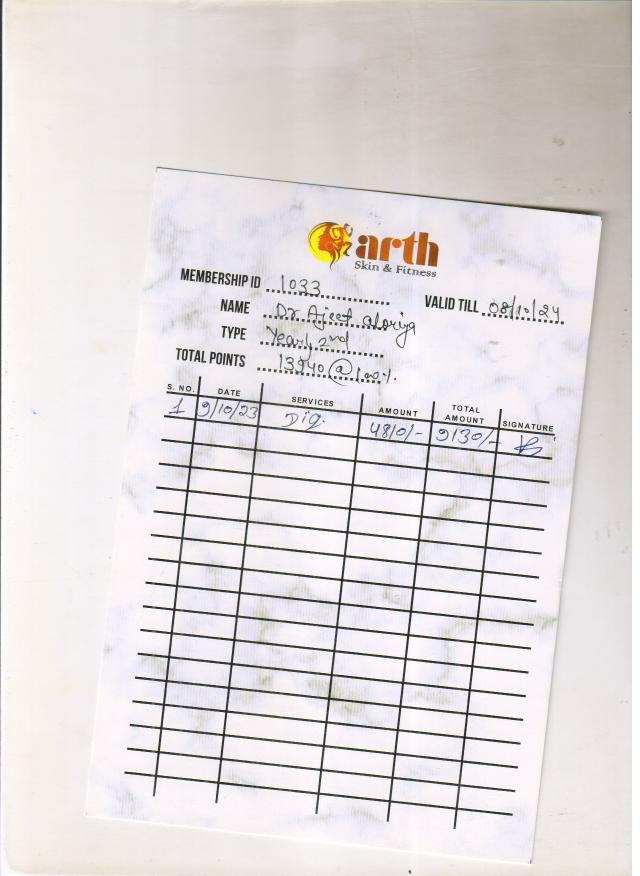 arth
Skin & Fitness
MEMBERSHIP ID 1033
VALID TILL 08/10/24
NAME Dr Ajeet
TYPE Yearly 2nd
TOTAL POINTS 13940 @ 100%.
S. NO. DATE SERVICES AMOUNT TOTAL AMOUNT SIGNATURE
1 9/10/23 Dig. 4810/- 9130/-